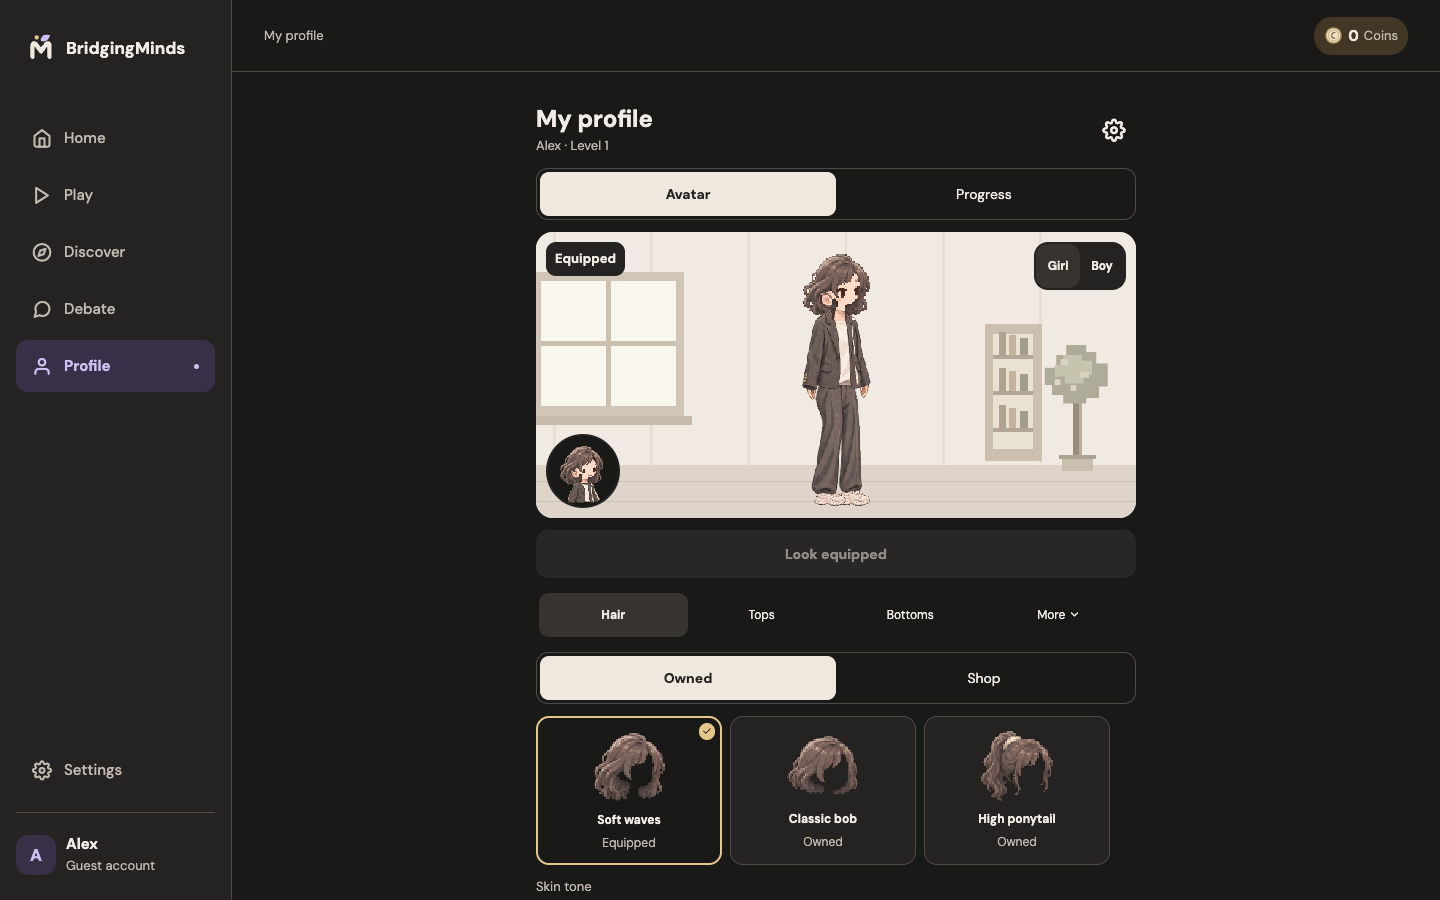 BridgingMinds
My profile
0 Coins
Home
Play
Discover
Debate
Profile
Settings
A
Alex
Guest account
My profile
Alex · Level 1
Avatar
Progress
Equipped
Girl
Boy
Look equipped
Hair
Tops
Bottoms
More
Owned
Shop
Soft waves
Equipped
Classic bob
Owned
High ponytail
Owned
Skin tone